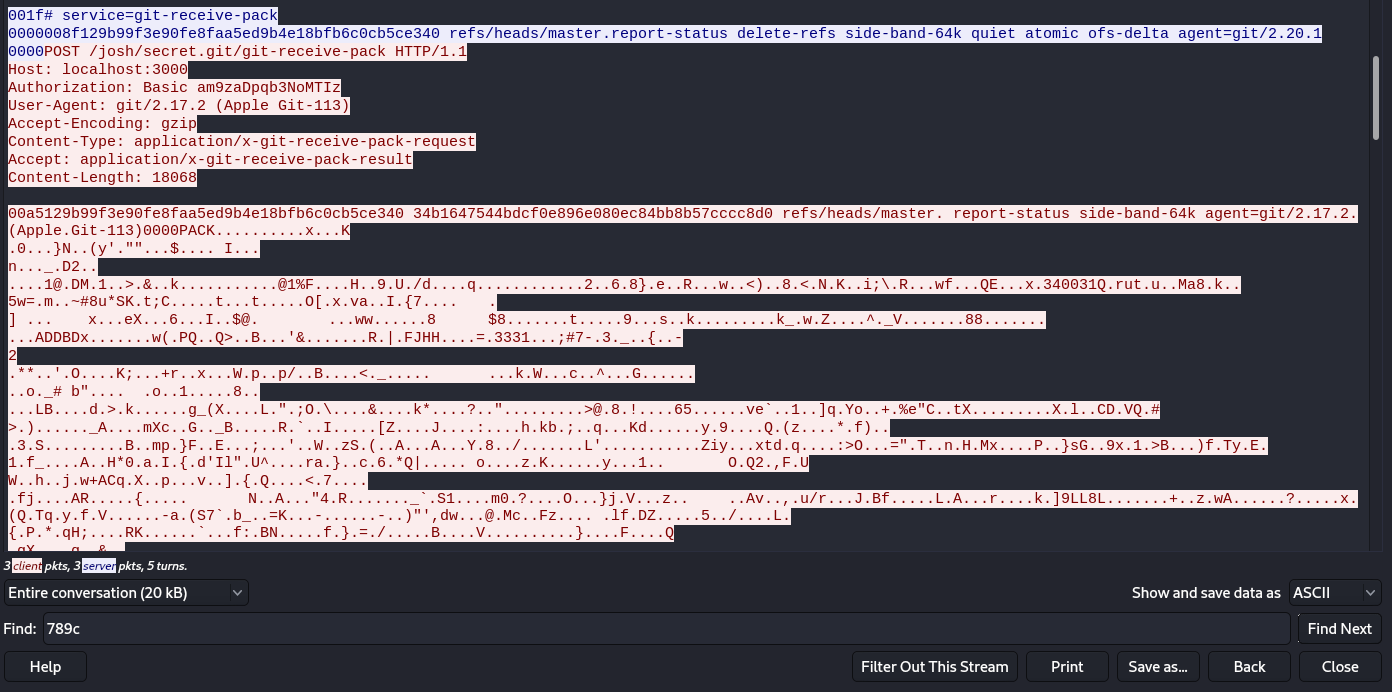 001f# service=git-receive-pack
0000008f129b99f3e90fe8faa5ed9b4e18bfb6c0cb5ce340 refs/heads/master.report-status delete-refs side-band-64k quiet atomic ofs-delta agent=git/2.20.1
0000POST /josh/secret.git/git-receive-pack HTTP/1.1
Host: localhost:3000
Authorization: Basic am9zaDpqb3NoMTIz
User-Agent: git/2.17.2 (Apple Git-113)
Accept-Encoding: gzip
Content-Type: application/x-git-receive-pack-request
Accept: application/x-git-receive-pack-result
Content-Length: 18068
00a5129b99f3e90fe8faa5ed9b4e18bfb6c0cb5ce340 34b1647544bdcf0e896e080ec84bb8b57cccc8d0 refs/heads/master. report-status side-band-64k agent=git/2.17.2.
(Apple.Git-113)0000PACK..........x...K
.0...}N..(y'.""...$.... I...
n..._.D2..
....1@.DM.1..>.&..k...........@1%F....H..9.U./d....q............2..6.8}.e..R...w..<)..8.<.N.K..i;\.R...wf...QE...x.340031Q.rut.u..Ma8.k..
5w=.m..~#8u*SK.t;C.....t...t.....O[.x.va..I.{7.... .
] ... x...eX...6...I..$@. ...ww......8 $8.......t.....9...s..k.........k_.w.Z....^._V.......88.......
...ADDBDx.......w(.PQ..Q>..B...'&.......R.|.FJHH....=.3331...;#7-.3._..{..-
2
.**..'.O....K;...+r..x...W.p..p/..B....<._..... ...k.W...c..^...G......
..o._# b".... .o..1.....8..
...LB....d.>.k......g_(X....L.".;O.\....&....k*....?..".........>@.8.!....65......ve`..1..]q.Yo..+.%e"C..tX.........X.l..CD.VQ.#
>.)......_A....mXc..G.._B.....R.`..I.....[Z....J....:....h.kb.;..q...Kd......y.9....Q.(z....*.f)..
.3.S.........B..mp.}F..E...;...'..W..zS.(..A...A...Y.8../.......L'...........Ziy...xtd.q....:>O...=".T..n.H.Mx....P..}sG..9x.1.>B...)f.Ty.E.
1.f_....A..H*0.a.I.{.d'Il".U^....ra.}..c.6.*Q|..... o....z.K......y...1.. O.Q2.,F.U
W..h..j.w+ACq.X..p...v..].{.Q....<.7....
.fj....AR.....{..... N..A..."4.R......._`.S1....m0.?....O...}j.V...z.. ..Av..,.u/r...J.Bf.....L.A...r....k.]9LL8L.......+..z.wA......?.....x.
(Q.Tq.y.f.V......-a.(S7`.b_..=K...-......-..)"',dw...@.Mc..Fz.... .lf.DZ.....5../....L.
{.P.*.qH;....RK......`...f:.BN.....f.}.=./.....B....V..........}....F....Q
3 client pkts, 3 server pkts, 5 turns.
Entire conversation (20 kB)
Show and save data as ASCII
Find: 789c
Find Next
Help
Filter Out This Stream
Print
Save as…
Back
Close